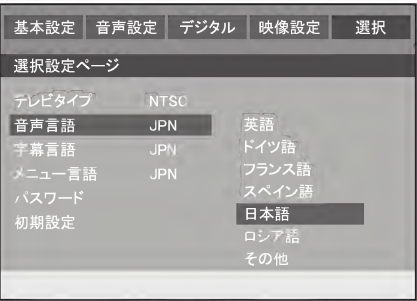 基本設定 音声設定 デジタル 映像設定 選択
選択設定ページ
テレビタイプ NTSC
音声言語 JPN 英語
字幕言語 JPN ドイツ語
メニュー言語 JPN フランス語
パスワード スペイン語
初期設定 日本語
ロシア語
その他